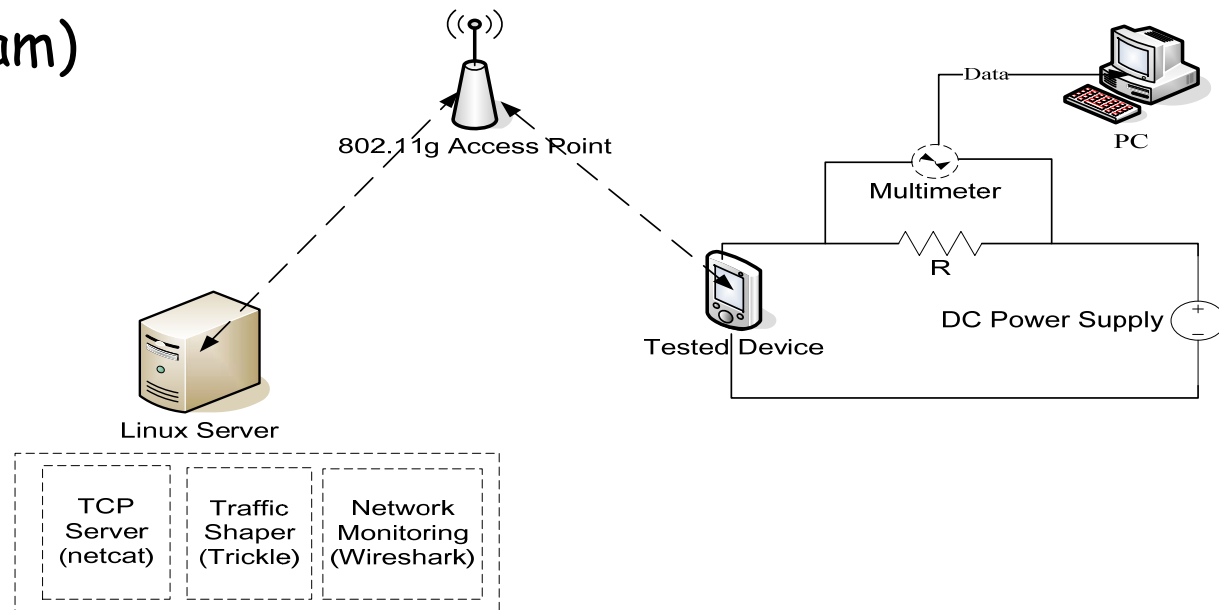 am)
802.11g Access Point
Data
PC
Multimeter
R
DC Power Supply
+
-
Tested Device
Linux Server
TCP
Server
(netcat)
Traffic
Shaper
(Trickle)
Network
Monitoring
(Wireshark)